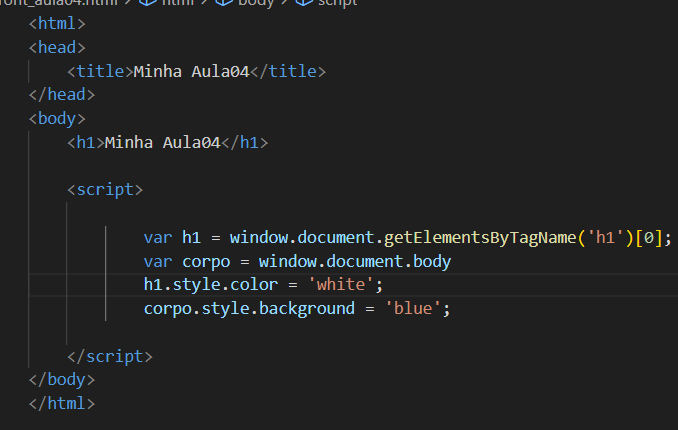 ront_aula04.html > html > body > script
<html>
<head>
<title>Minha Aula04</title>
</head>
<body>
<h1>Minha Aula04</h1>
<script>
var h1 = window.document.getElementsByTagName('h1')[0];
var corpo = window.document.body
h1.style.color = 'white';
corpo.style.background = 'blue';
</script>
</body>
</html>